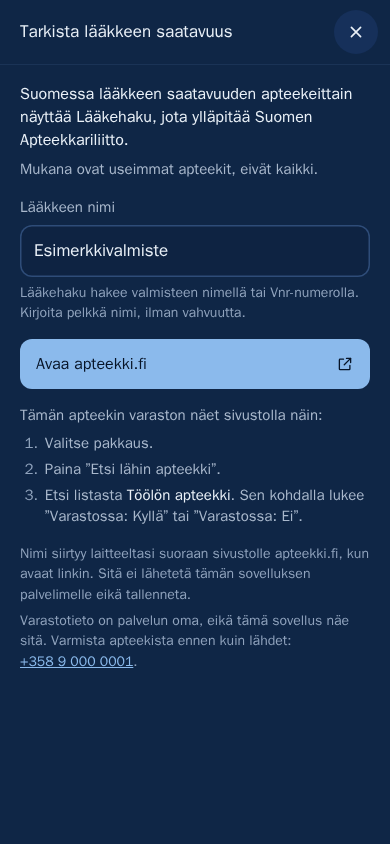 Tarkista lääkkeen saatavuus
Suomessa lääkkeen saatavuuden apteekeittain
näyttää Lääkehaku, jota ylläpitää Suomen
Apteekkariliitto.
Mukana ovat useimmat apteekit, eivät kaikki.
Lääkkeen nimi
Esimerkkivalmiste
Lääkehaku hakee valmisteen nimellä tai Vnr-numerolla.
Kirjoita pelkkä nimi, ilman vahvuutta.
Avaa apteekki.fi
Tämän apteekin varaston näet sivustolla näin:
1. Valitse pakkaus.
2. Paina ”Etsi lähin apteekki”.
3. Etsi listasta Töölön apteekki. Sen kohdalla lukee
”Varastossa: Kyllä” tai ”Varastossa: Ei”.
Nimi siirtyy laitteeltasi suoraan sivustolle apteekki.fi, kun
avaat linkin. Sitä ei lähetetä tämän sovelluksen
palvelimelle eikä tallenneta.
Varastotieto on palvelun oma, eikä tämä sovellus näe
sitä. Varmista apteekista ennen kuin lähdet:
+358 9 000 0001.